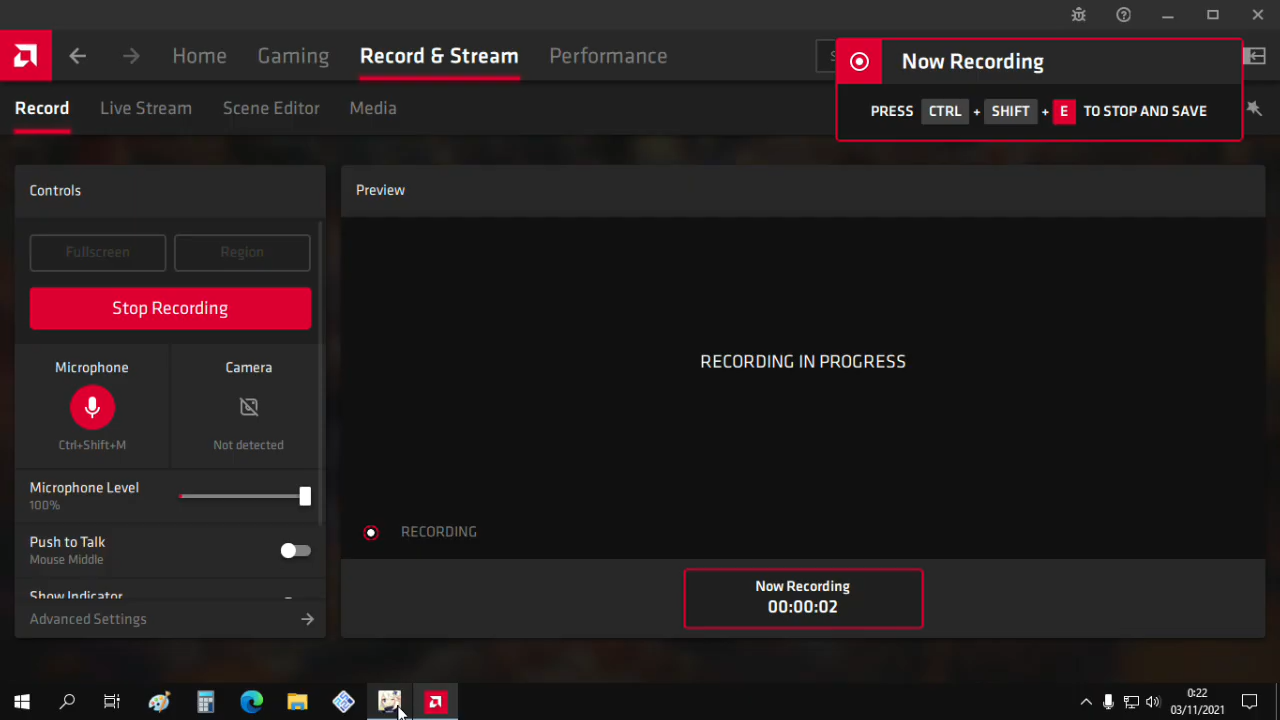 Home Gaming Record & Stream Performance
Now Recording
PRESS CTRL + SHIFT + E TO STOP AND SAVE
Record Live Stream Scene Editor Media
Controls
Fullscreen Region
Stop Recording
Microphone Camera
Ctrl+Shift+M Not detected
Microphone Level
100%
Push to Talk
Mouse Middle
Show Indicator
Advanced Settings
Preview
RECORDING IN PROGRESS
RECORDING
Now Recording
00:00:02
0:22
03/11/2021